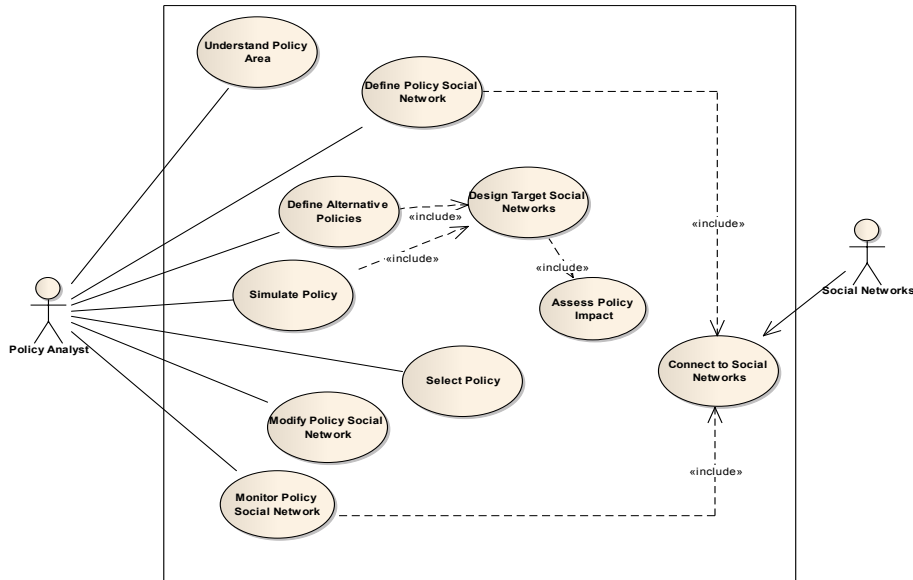 Understand Policy
Area
Define Policy Social
Network
Design Target Social
Networks
Define Alternative
Policies
«include»
«include»
«include»
«include»
Simulate Policy
Assess Policy
Impact
Social Networks
Policy Analyst
Connect to Social
Networks
Select Policy
Modify Policy Social
Network
«include»
Monitor Policy
Social Network